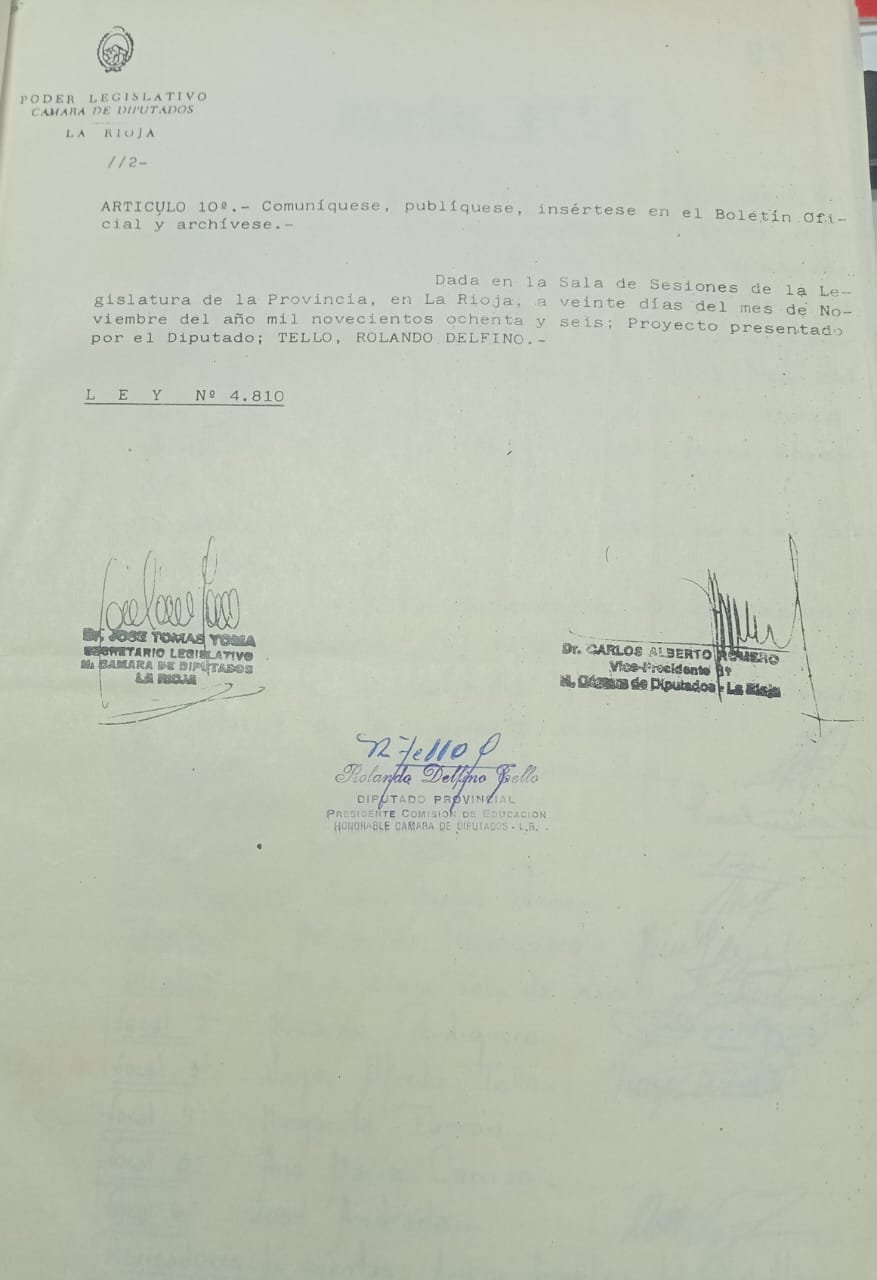 PODER LEGISLATIVO
CAMARA DE DIPUTADOS
LA RIOJA
//2-
ARTICULO 10º.- Comuníquese, publíquese, insértese en el Boletín Ofi-
cial y archívese.-
Dada en la Sala de Sesiones de la Le-
gislatura de la Provincia, en La Rioja, a veinte días del mes de No-
viembre del año mil novecientos ochenta y seis; Proyecto presentado
por el Diputado; TELLO, ROLANDO DELFINO.-
L E Y Nº 4.810
Dr. JOSE TOMAS YOMA
SECRETARIO LEGISLATIVO
H. CAMARA DE DIPUTADOS
LA RIOJA
Dr. CARLOS ALBERTO AGUERO
Vice-Presidente 1º
H. Cámara de Diputados - La Rioja
R Tello
Rolando Delfino Tello
DIPUTADO PROVINCIAL
PRESIDENTE COMISION DE EDUCACION
HONORABLE CAMARA DE DIPUTADOS - L.R.